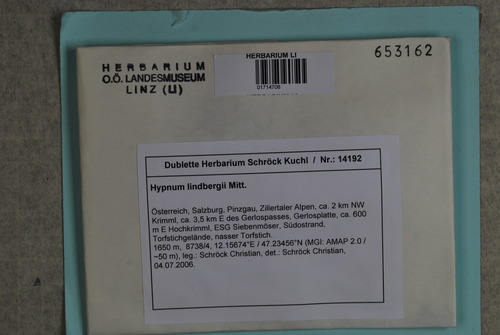 HERBARIUM
O.Ö. LANDESMUSEUM
LINZ (LI)
HERBARIUM LI
01714708
653162
Dublette Herbarium Schröck Kuchl / Nr.: 14192
Hypnum lindbergii Mitt.
Österreich, Salzburg, Pinzgau, Zillertaler Alpen, ca. 2 km NW
Krimml, ca. 3,5 km E des Gerlospasses, Gerlosplatte, ca. 600
m E Hochkrimml, ESG Siebenmöser, Südostrand,
Torfstichgelände, nasser Torfstich.
1650 m, 8738/4, 12.15674°E / 47.23456°N (MGI: AMAP 2.0 /
~50 m), leg.: Schröck Christian, det.: Schröck Christian,
04.07.2006.